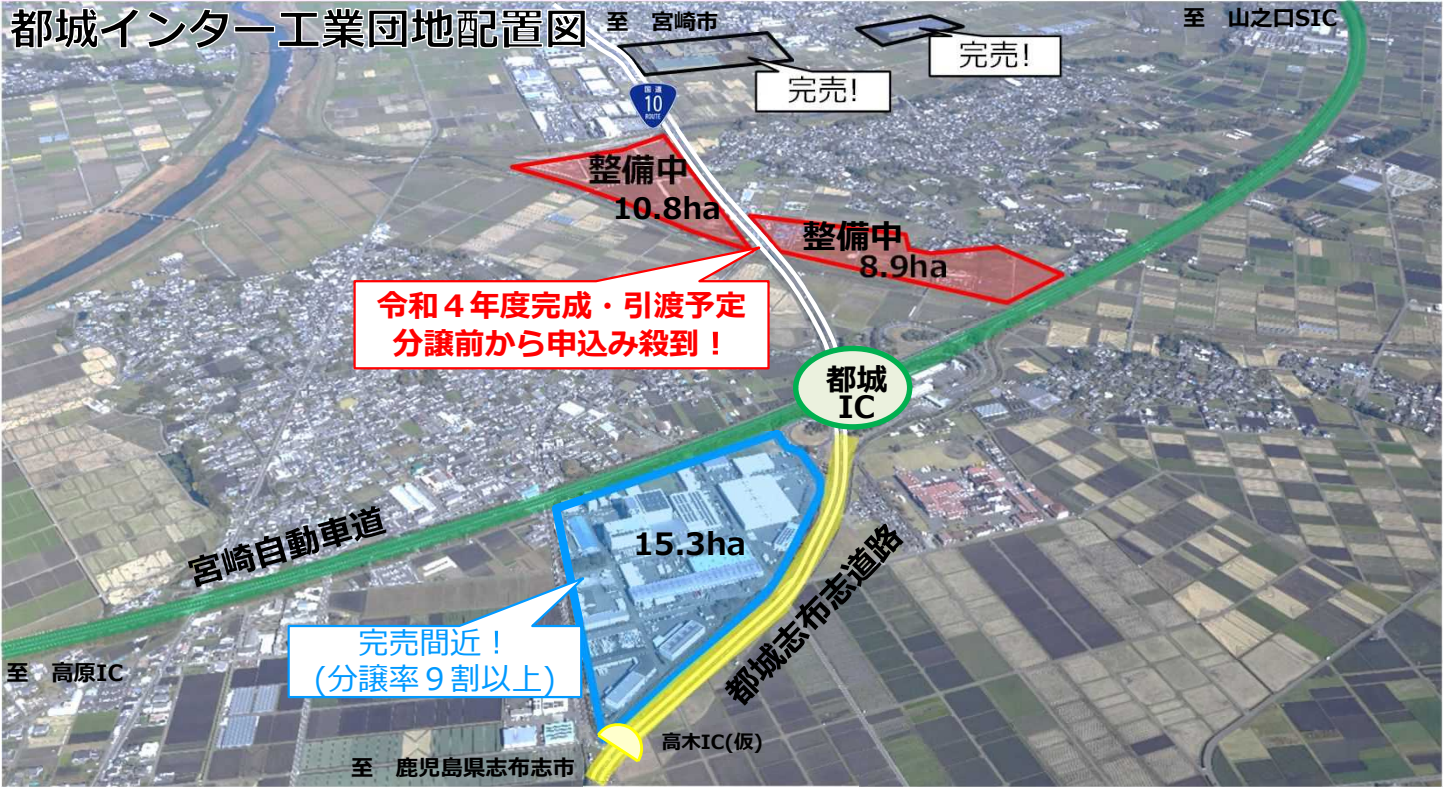 都城インター工業団地配置図
至 宮崎市
至 山之口SIC
完売!
完売!
国道
10
ROUTE
整備中
10.8ha
整備中
8.9ha
令和４年度完成・引渡予定
分譲前から申込み殺到！
都城
IC
宮崎自動車道
15.3ha
都城志布志道路
完売間近！
(分譲率９割以上)
至 高原IC
高木IC(仮)
至 鹿児島県志布志市